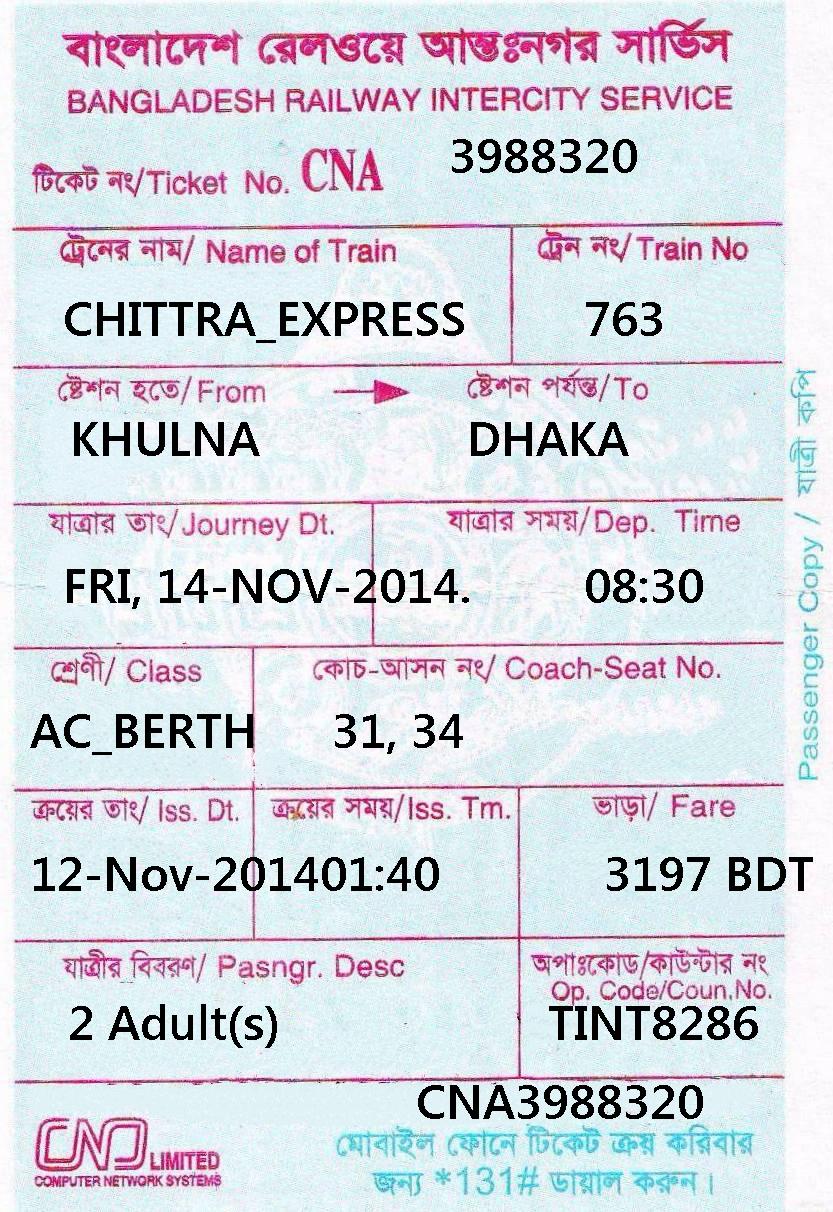 বাংলাদেশ রেলওয়ে আন্তঃনগর সার্ভিস
BANGLADESH RAILWAY INTERCITY SERVICE
টিকেট নং/Ticket No. CNA 3988320
ট্রেনের নাম/ Name of Train ট্রেন নং/Train No
CHITTRA_EXPRESS 763
ষ্টেশন হতে/From ষ্টেশন পর্যন্ত/To
KHULNA DHAKA
যাত্রার তাং/Journey Dt. যাত্রার সময়/Dep. Time
FRI, 14-NOV-2014. 08:30
শ্রেণী/ Class কোচ-আসন নং/ Coach-Seat No.
AC_BERTH 31, 34
ক্রয়ের তাং/ Iss. Dt. ক্রয়ের সময়/Iss. Tm. ভাড়া/ Fare
12-Nov-201401:40 3197 BDT
যাত্রীর বিবরণ/ Pasngr. Desc অপাঃকোড/কাউন্টার নং
Op. Code/Coun.No.
2 Adult(s) TINT8286
CNA3988320
CNS LIMITED
COMPUTER NETWORK SYSTEMS
মোবাইল ফোনে টিকেট ক্রয় করিবার
জন্য *131# ডায়াল করুন।
Passenger Copy / যাত্রী কপি